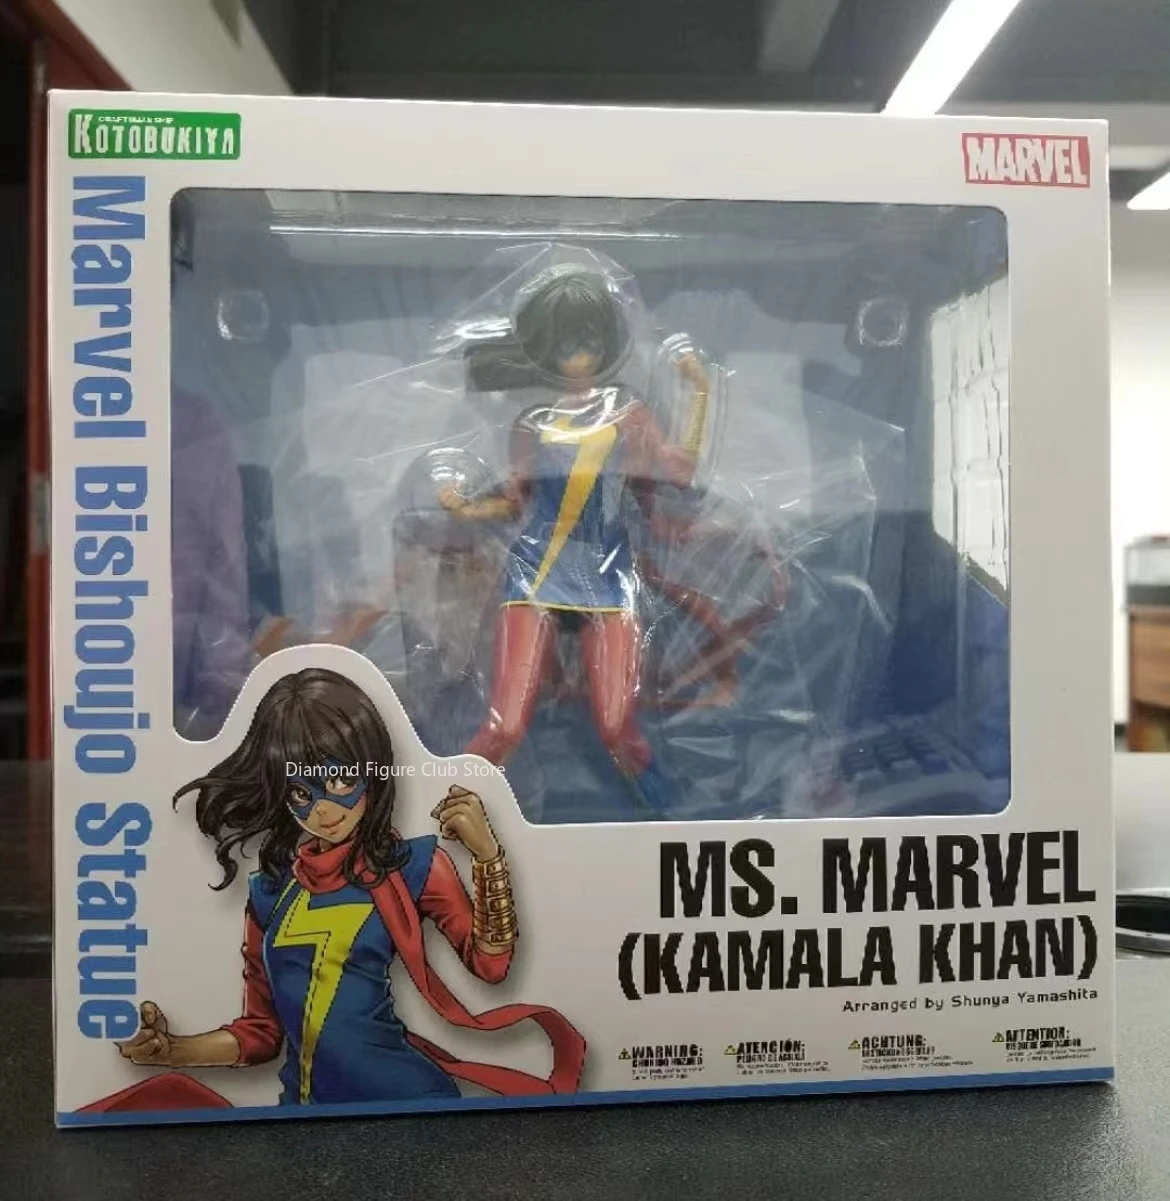 CRAFTSMANSHIP
KOTOBUKIYA
MARVEL
Marvel Bishoujo Statue
Diamond Figure Club Store
MS. MARVEL
(KAMALA KHAN)
Arranged by Shunya Yamashita
WARNING:
ATENCIÓN:
ACHTUNG:
ATTENTION: